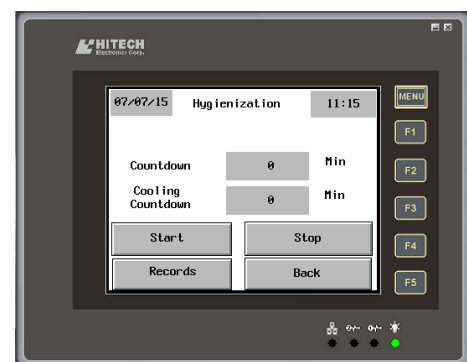 HITECH
Electronics Corp.
07/07/15 Hygienization 11:15
MENU
F1
Countdown 0 Min
F2
Cooling
Countdown 0 Min
F3
Start Stop
F4
Records Back
F5